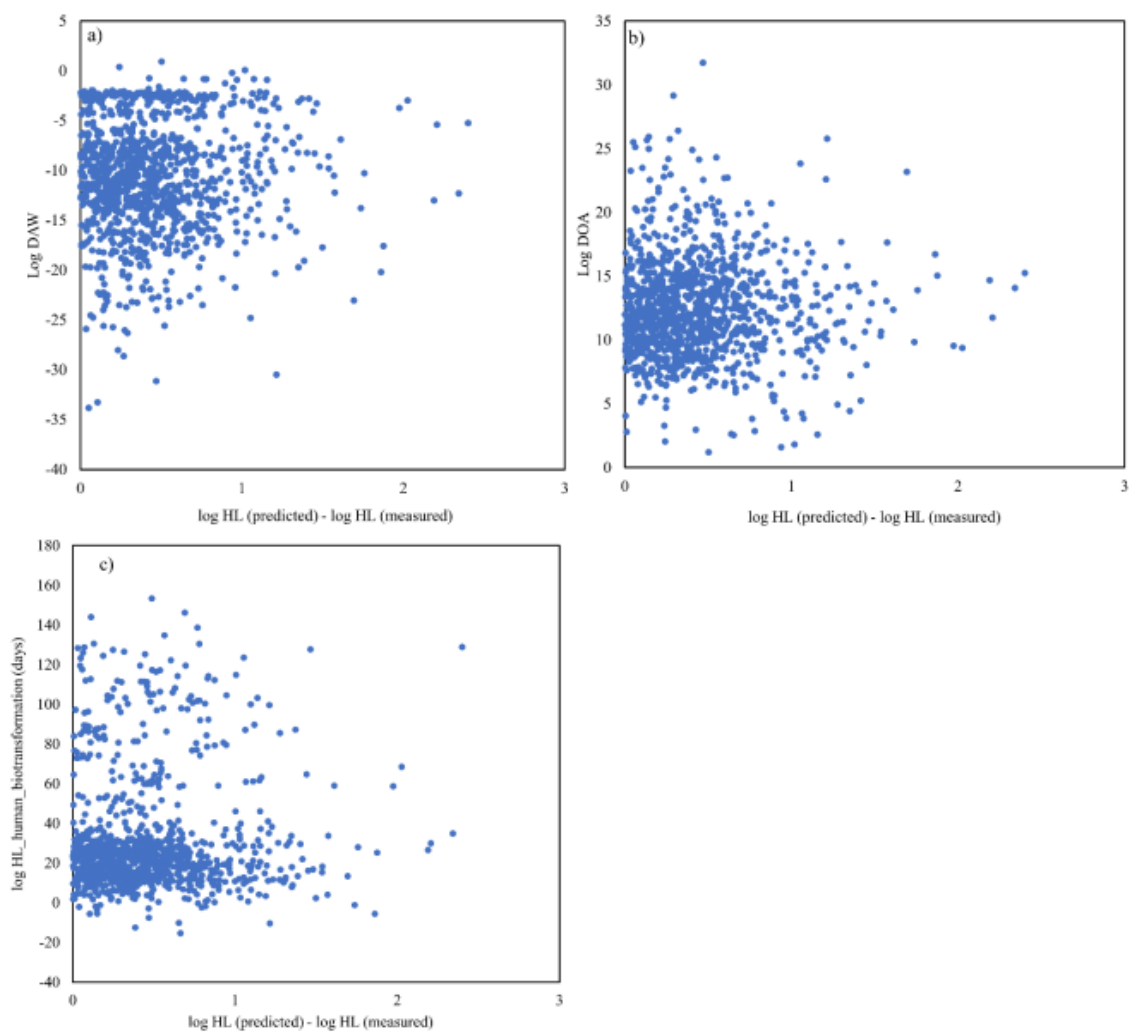 a)
5
0
-5
-10
-15
-20
-25
-30
-35
-40
Log DAW
0 1 2 3
log HL (predicted) - log HL (measured)
b)
35
30
25
20
15
10
5
0
Log DOA
0 1 2 3
log HL (predicted) - log HL (measured)
c)
180
160
140
120
100
80
60
40
20
0
-20
-40
log HL_human_biotransformation (days)
0 1 2 3
log HL (predicted) - log HL (measured)